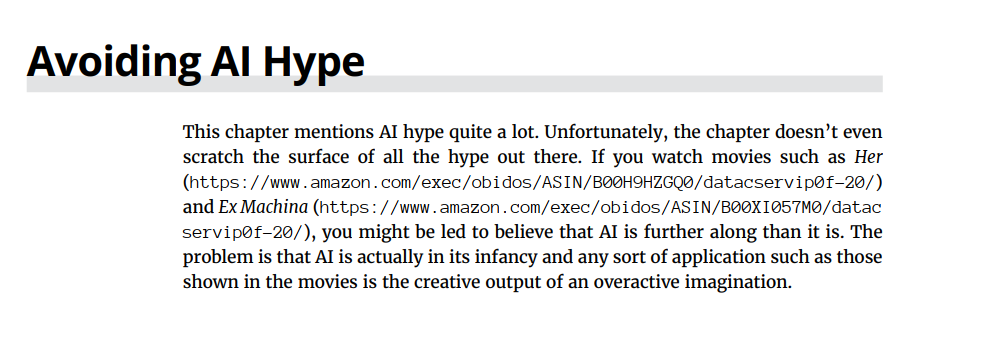 Avoiding AI Hype
This chapter mentions AI hype quite a lot. Unfortunately, the chapter doesn’t even
scratch the surface of all the hype out there. If you watch movies such as Her
(https://www.amazon.com/exec/obidos/ASIN/B00H9HZGQ0/datacservip0f-20/)
and Ex Machina (https://www.amazon.com/exec/obidos/ASIN/B00XI057M0/datac
servip0f-20/), you might be led to believe that AI is further along than it is. The
problem is that AI is actually in its infancy and any sort of application such as those
shown in the movies is the creative output of an overactive imagination.